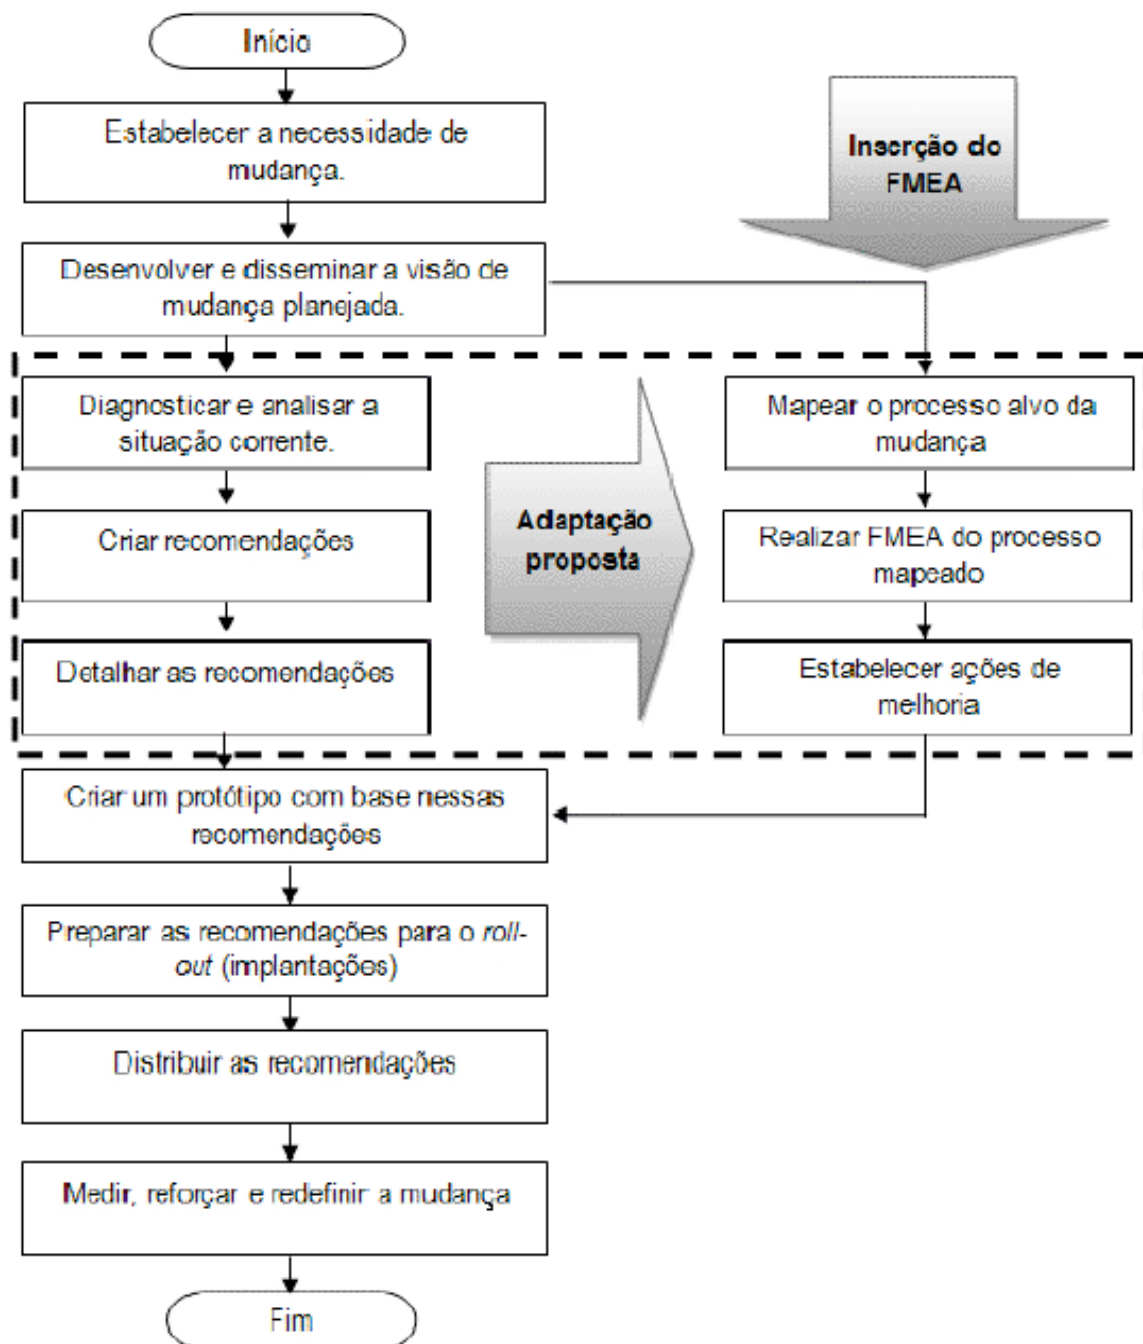 Início
Estabelecer a necessidade de
mudança.
Inserção do
FMEA
Desenvolver e disseminar a visão de
mudança planejada.
Diagnosticar e analisar a
situação corrente.
Criar recomendações
Detalhar as recomendações
Adaptação
proposta
Mapear o processo alvo da
mudança
Realizar FMEA do processo
mapeado
Estabelecer ações de
melhoria
Criar um protótipo com base nessas
recomendações
Preparar as recomendações para o roll-
out (implantações)
Distribuir as recomendações
Medir, reforçar e redefinir a mudança
Fim